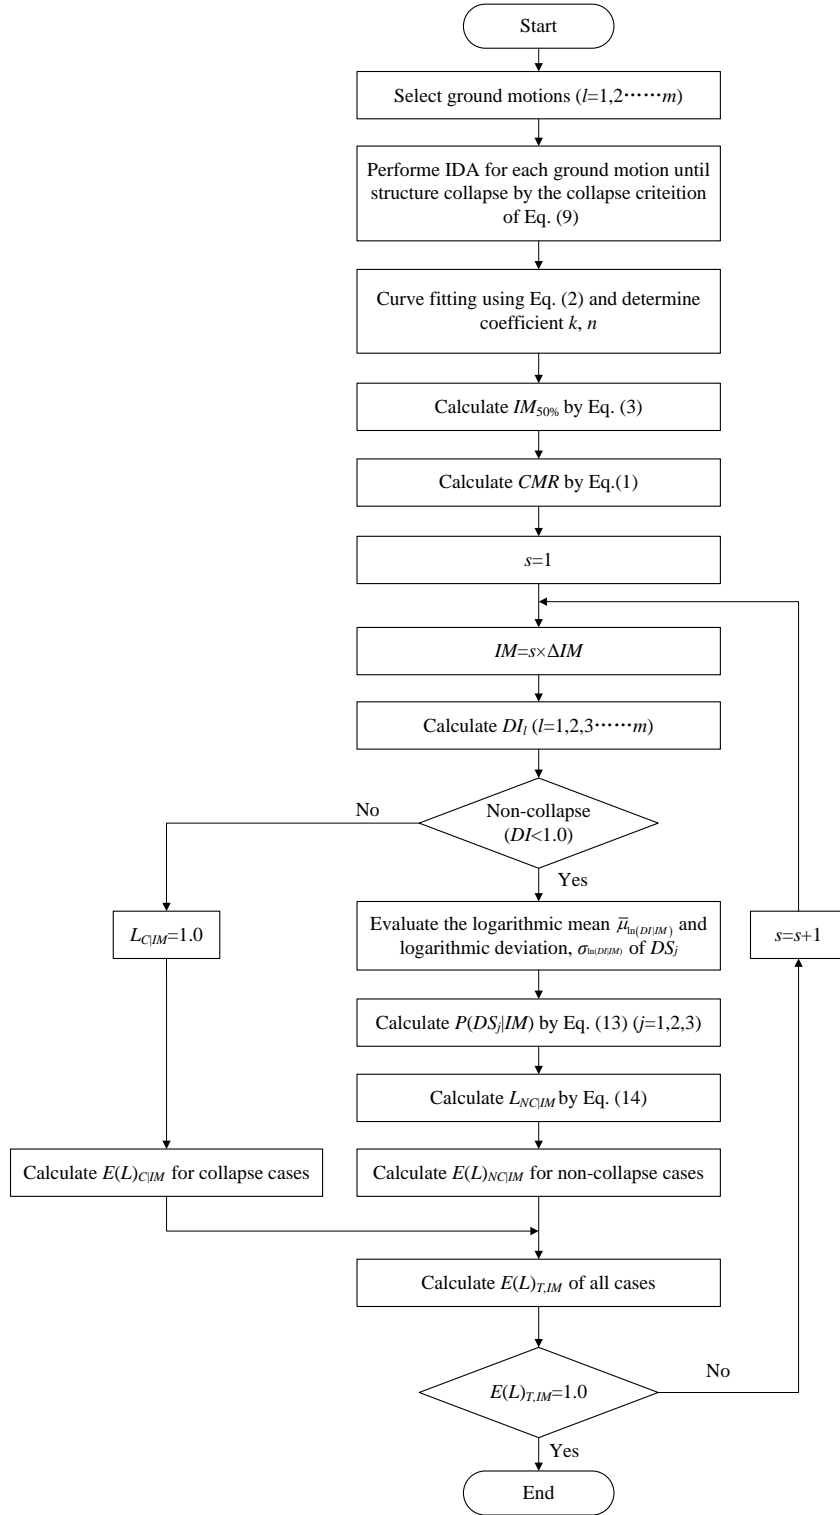 Start
Select ground motions (l=1,2⋯⋯m)
Performe IDA for each ground motion until
structure collapse by the collapse criteition
of Eq. (9)
Curve fitting using Eq. (2) and determine
coefficient k, n
Calculate IM50% by Eq. (3)
Calculate CMR by Eq.(1)
s=1
IM=s×ΔIM
Calculate DIl (l=1,2,3⋯⋯m)
No
Non-collapse
(DI<1.0)
Yes
LC|IM=1.0
Evaluate the logarithmic mean μ̅ln(DI|IM) and
logarithmic deviation, σln(DI|IM) of DSj
s=s+1
Calculate P(DSj|IM) by Eq. (13) (j=1,2,3)
Calculate LNC|IM by Eq. (14)
Calculate E(L)C|IM for collapse cases
Calculate E(L)NC|IM for non-collapse cases
Calculate E(L)T,IM of all cases
No
E(L)T,IM=1.0
Yes
End